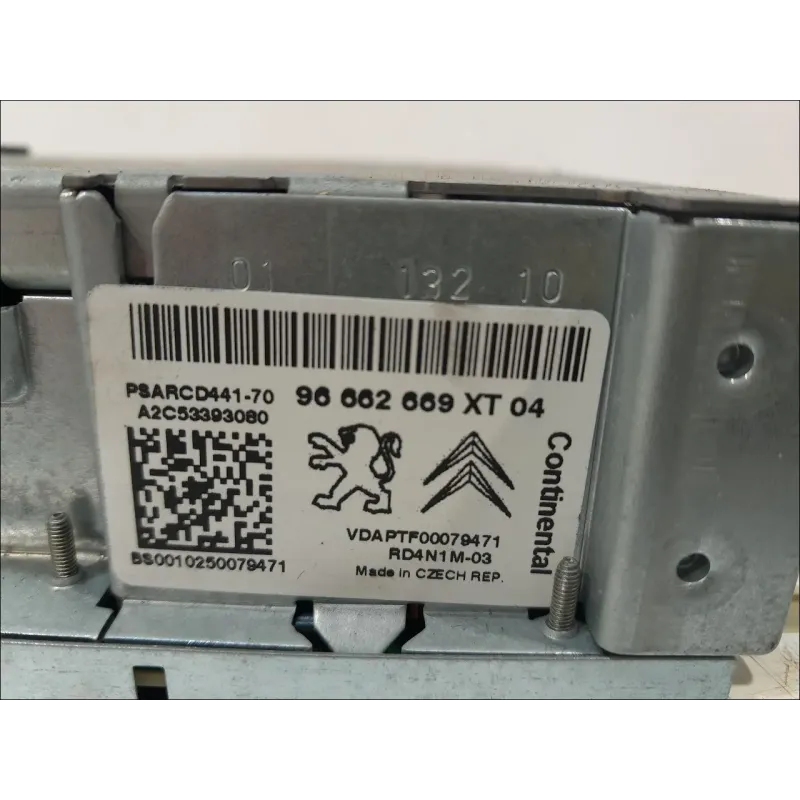 01 132 10
PSARCD441-70 96 662 669 XT 04
A2C53393080
Continental
VDAPTF00079471
RD4N1M-03
BS0010250079471
Made in CZECH REP.